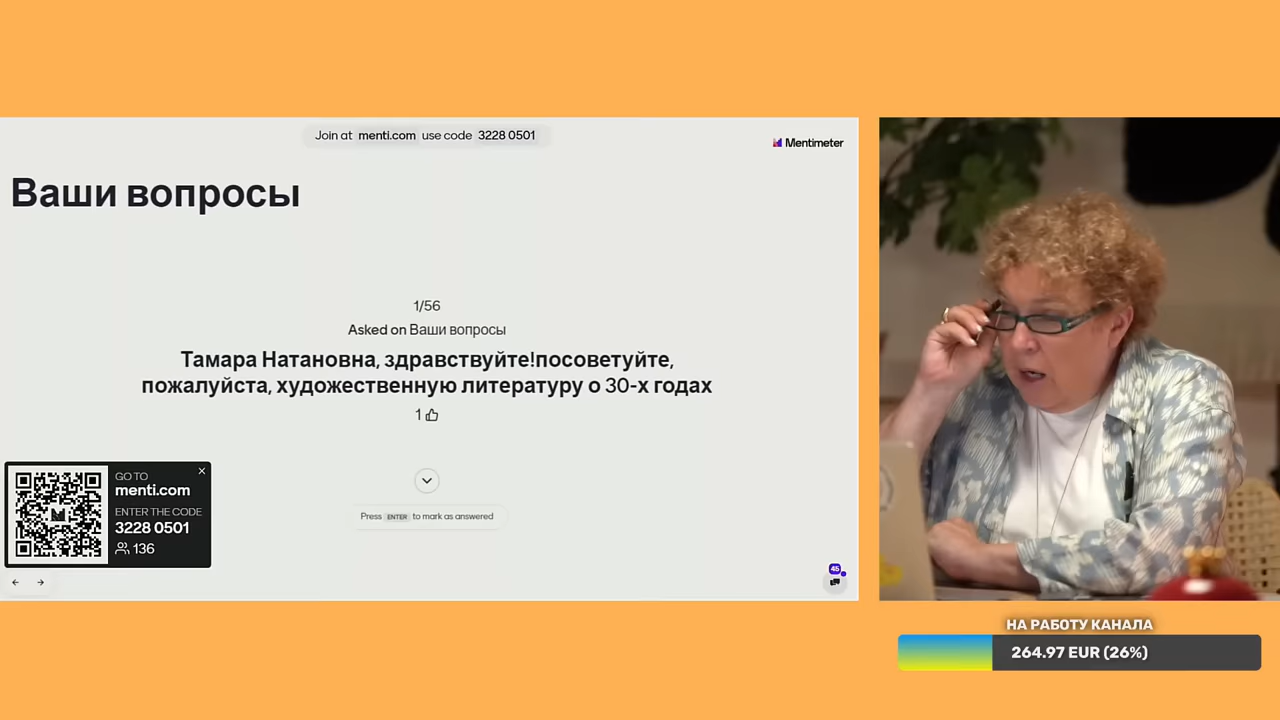 Join at menti.com use code 3228 0501
Mentimeter
Ваши вопросы
1/56
Asked on Ваши вопросы
Тамара Натановна, здравствуйте!посоветуйте,
пожалуйста, художественную литературу о 30-х годах
1
Press ENTER to mark as answered
GO TO
menti.com
ENTER THE CODE
3228 0501
136
45
НА РАБОТУ КАНАЛА
264.97 EUR (26%)